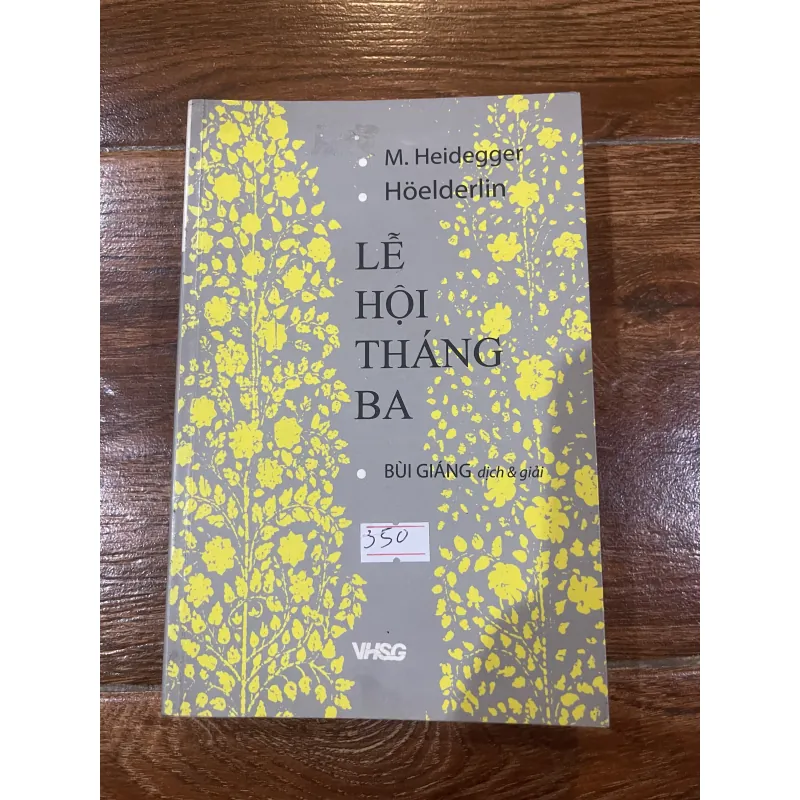 M. Heidegger
Höelderlin
LỄ
HỘI
THÁNG
BA
BÙI GIÁNG dịch & giải
350
VHSG